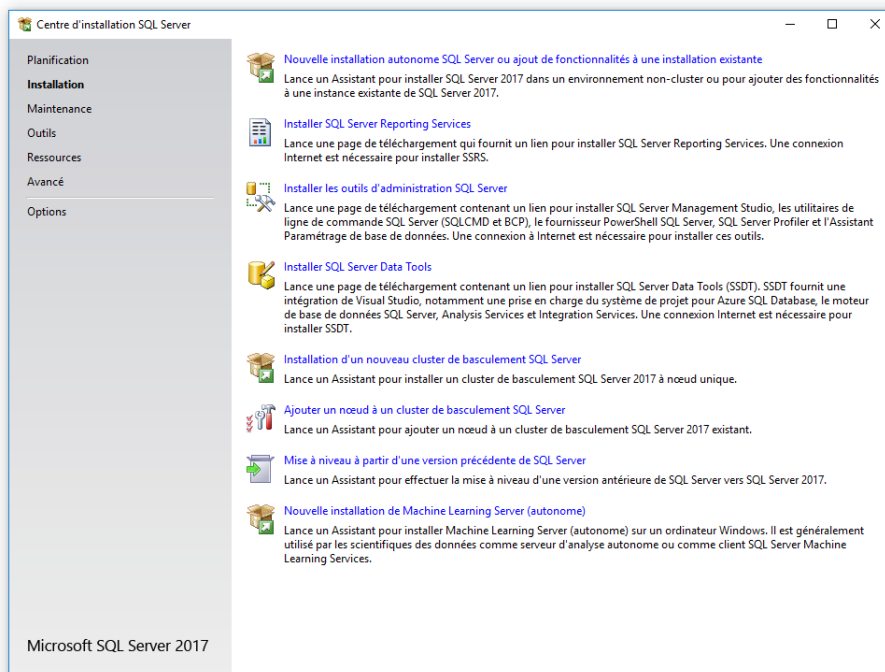 Centre d'installation SQL Server
Planification
Installation
Maintenance
Outils
Ressources
Avancé
Options
Microsoft SQL Server 2017
Nouvelle installation autonome SQL Server ou ajout de fonctionnalités à une installation existante
Lance un Assistant pour installer SQL Server 2017 dans un environnement non-cluster ou pour ajouter des fonctionnalités
à une instance existante de SQL Server 2017.
Installer SQL Server Reporting Services
Lance une page de téléchargement qui fournit un lien pour installer SQL Server Reporting Services. Une connexion
Internet est nécessaire pour installer SSRS.
Installer les outils d'administration SQL Server
Lance une page de téléchargement contenant un lien pour installer SQL Server Management Studio, les utilitaires de
ligne de commande SQL Server (SQLCMD et BCP), le fournisseur PowerShell SQL Server, SQL Server Profiler et l'Assistant
Paramétrage de base de données. Une connexion à Internet est nécessaire pour installer ces outils.
Installer SQL Server Data Tools
Lance une page de téléchargement contenant un lien pour installer SQL Server Data Tools (SSDT). SSDT fournit une
intégration de Visual Studio, notamment une prise en charge du système de projet pour Azure SQL Database, le moteur
de base de données SQL Server, Analysis Services et Integration Services. Une connexion Internet est nécessaire pour
installer SSDT.
Installation d'un nouveau cluster de basculement SQL Server
Lance un Assistant pour installer un cluster de basculement SQL Server 2017 à nœud unique.
Ajouter un nœud à un cluster de basculement SQL Server
Lance un Assistant pour ajouter un nœud à un cluster de basculement SQL Server 2017 existant.
Mise à niveau à partir d'une version précédente de SQL Server
Lance un Assistant pour effectuer la mise à niveau d'une version antérieure de SQL Server vers SQL Server 2017.
Nouvelle installation de Machine Learning Server (autonome)
Lance un Assistant pour installer Machine Learning Server (autonome) sur un ordinateur Windows. Il est généralement
utilisé par les scientifiques des données comme serveur d'analyse autonome ou comme client SQL Server Machine
Learning Services.